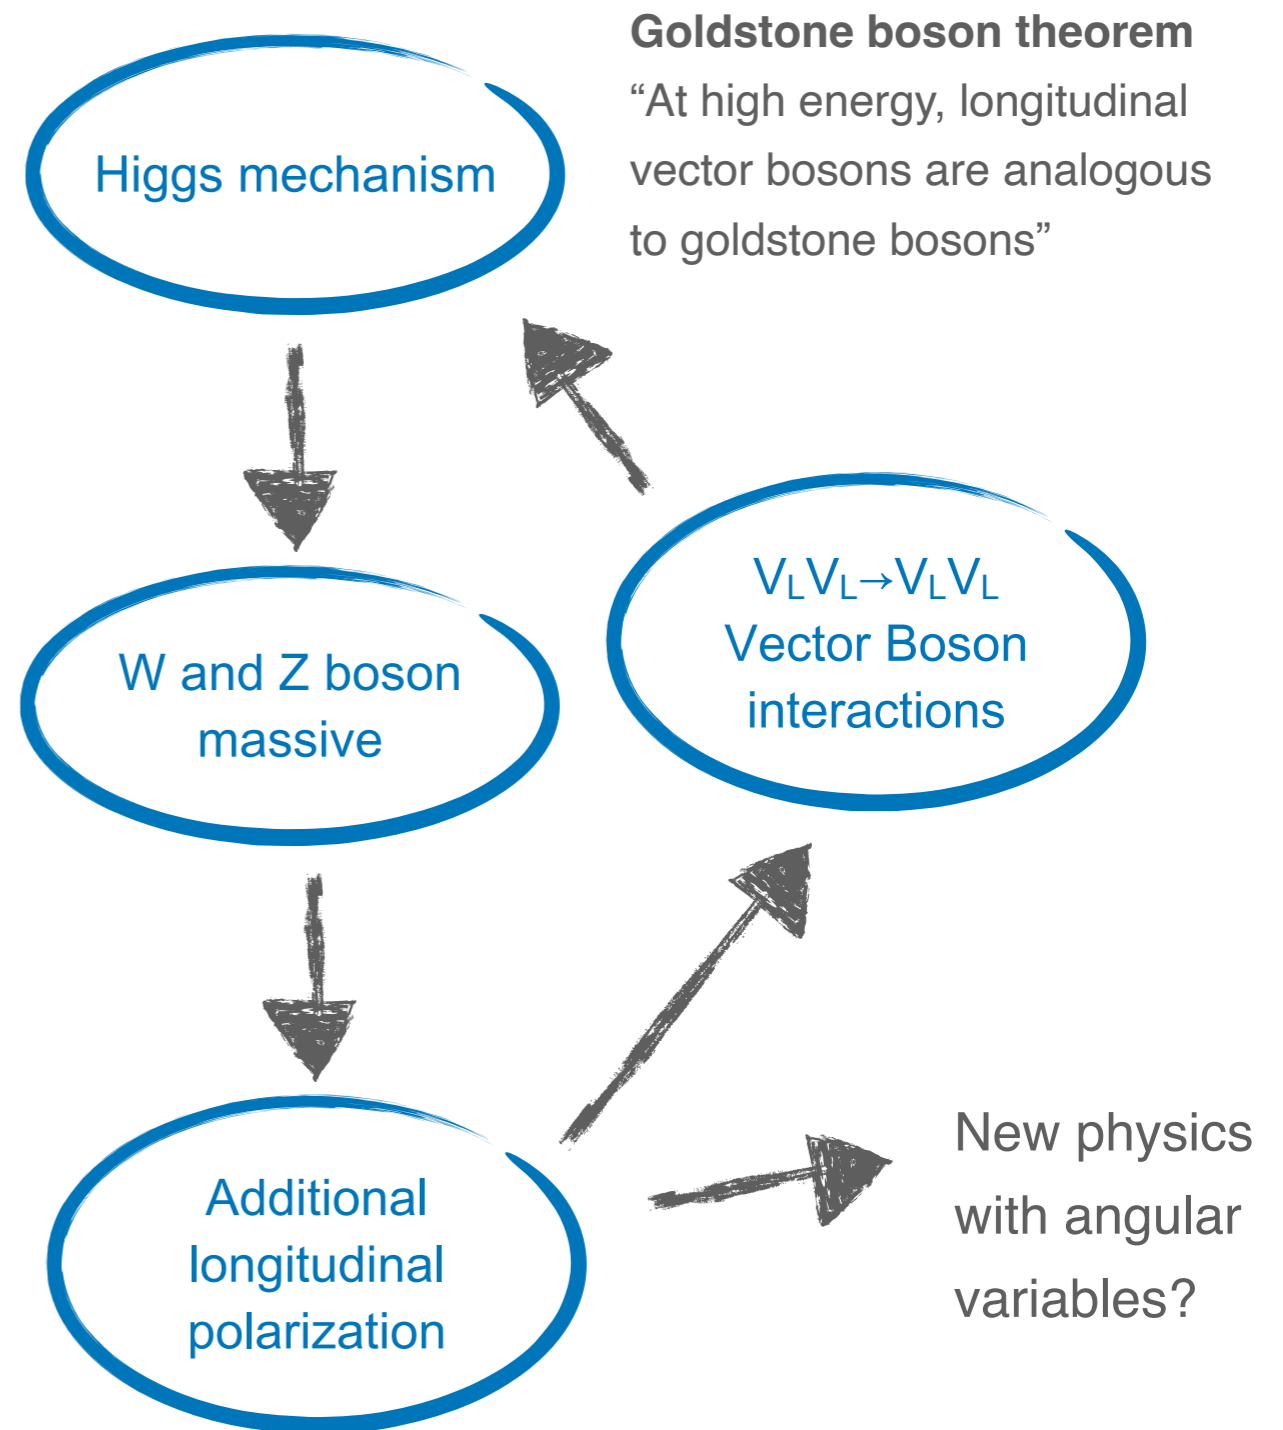 Goldstone boson theorem
“At high energy, longitudinal
vector bosons are analogous
to goldstone bosons”
Higgs mechanism
VLVL→VLVL
Vector Boson
interactions
W and Z boson
massive
Additional
longitudinal
polarization
New physics
with angular
variables?